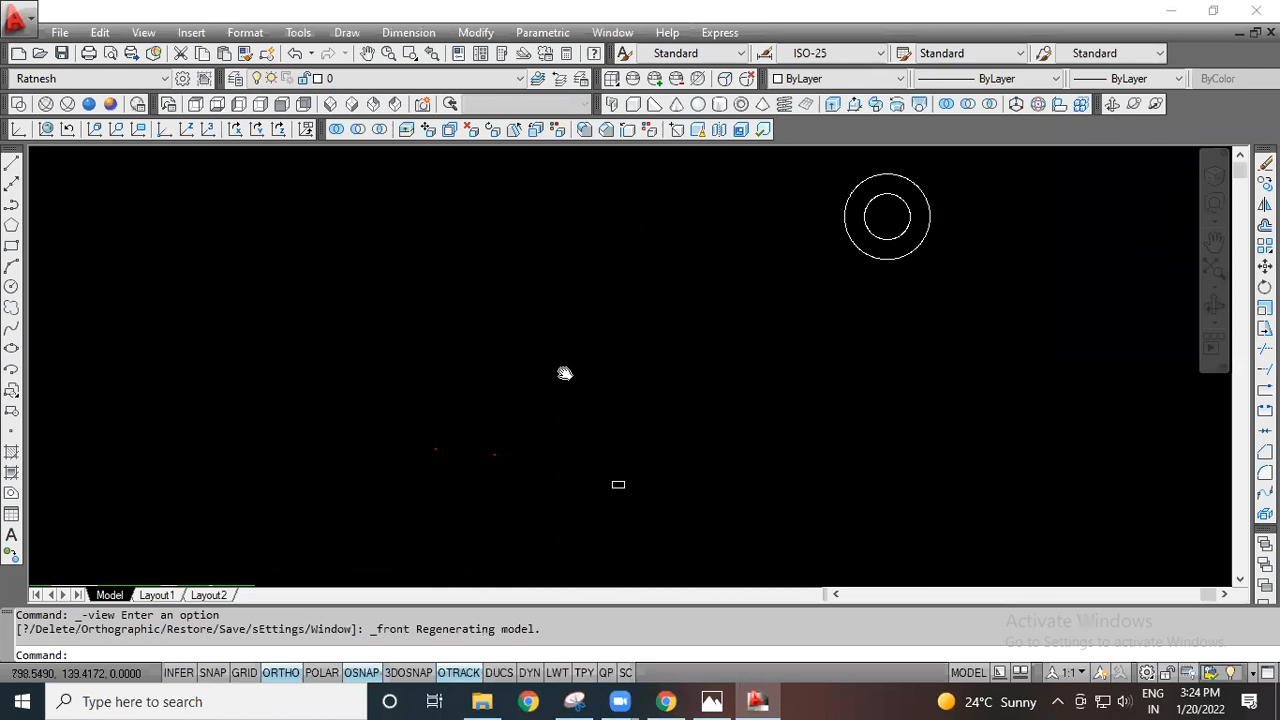 File Edit View Insert Format Tools Draw Dimension Modify Parametric Window Help Express
Standard ISO-25 Standard Standard
Ratnesh 0 ByLayer ByLayer ByLayer ByColor
Model Layout1 Layout2
Command: _-view Enter an option
[?/Delete/Orthographic/Restore/Save/sEttings/Window]: _front Regenerating model.
Activate Windows
Go to Settings to activate Windows.
Command:
798.5490, 139.4172, 0.0000 INFER SNAP GRID ORTHO POLAR OSNAP 3DOSNAP OTRACK DUCS DYN LWT TPY QP SC MODEL 1:1
Type here to search 24°C Sunny ENG IN 3:24 PM 1/20/2022